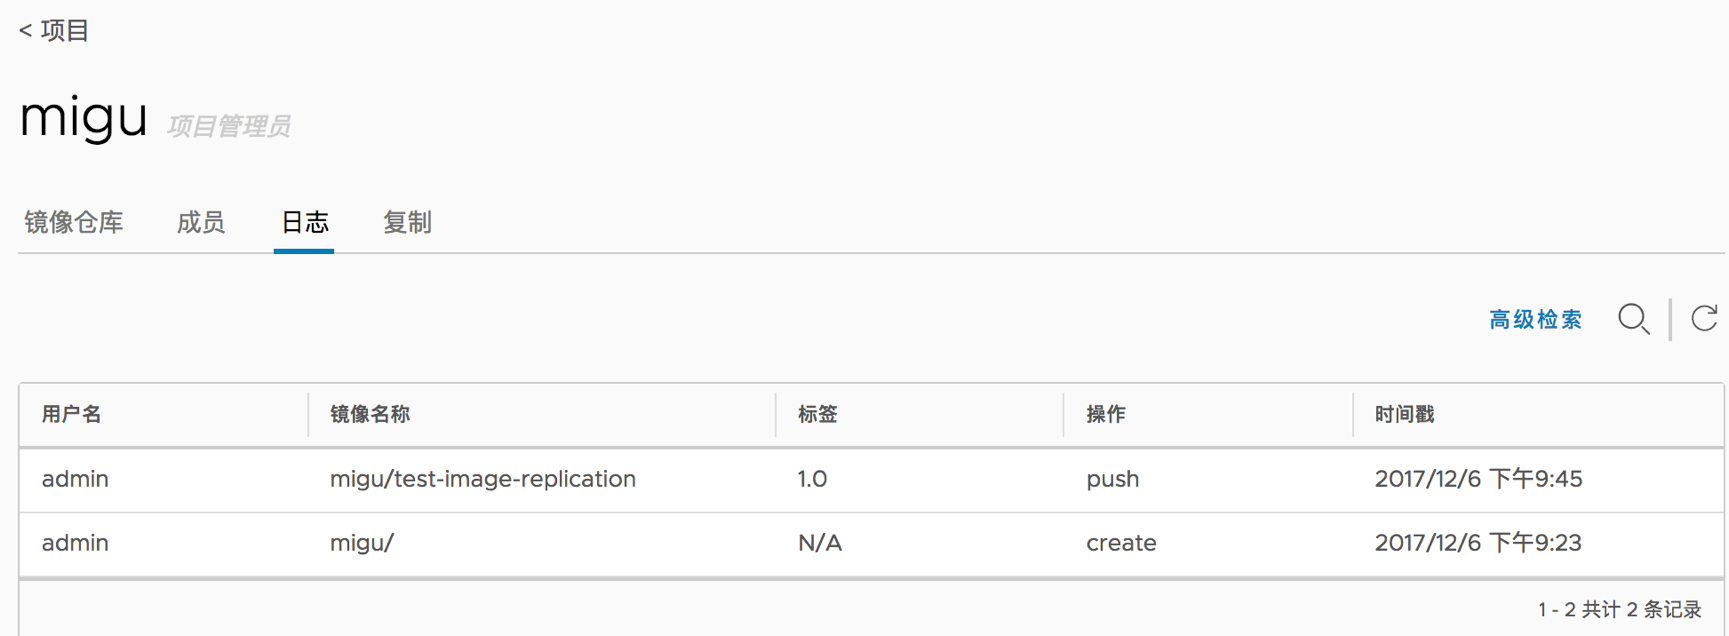 < 项目
migu 项目管理员
镜像仓库 成员 日志 复制
高级检索
用户名 镜像名称 标签 操作 时间戳
admin migu/test-image-replication 1.0 push 2017/12/6 下午9:45
admin migu/ N/A create 2017/12/6 下午9:23
1 - 2 共计 2 条记录